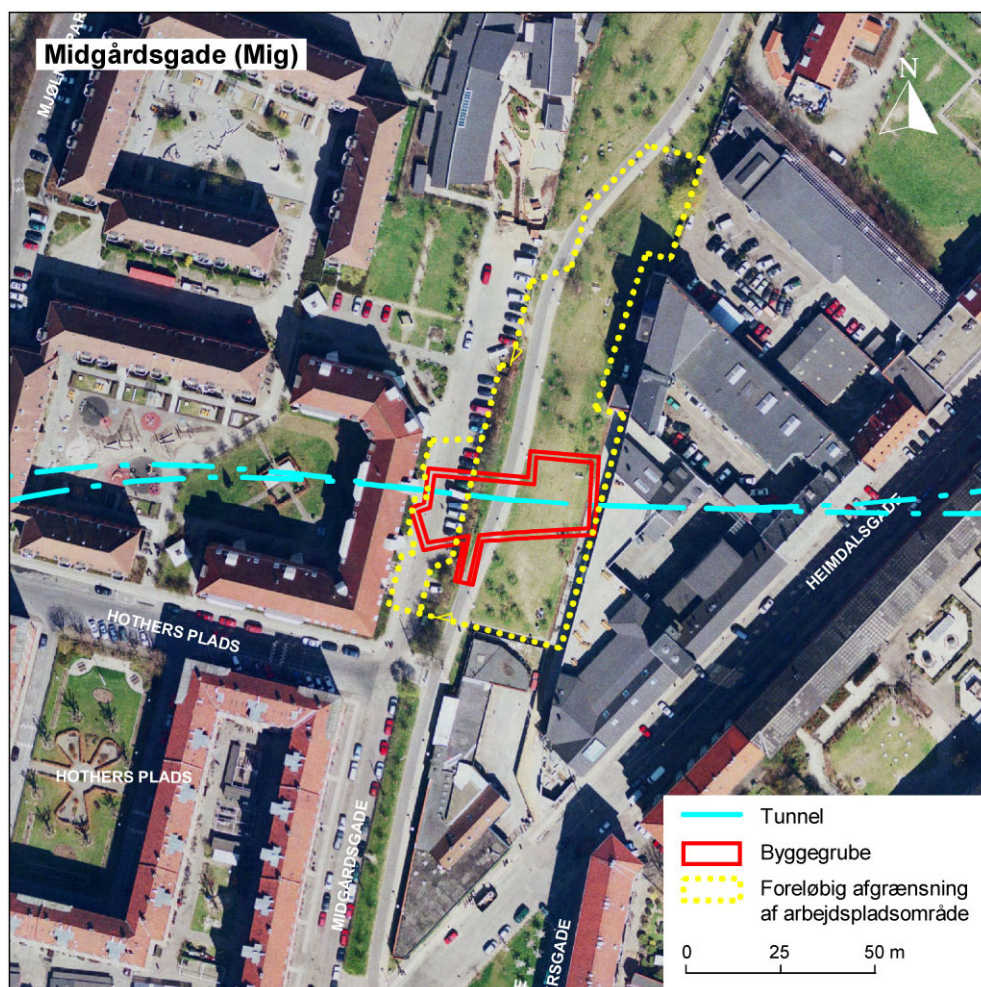 Midgårdsgade (Mig)
N
HEIMDALSGADE
HOTHERS PLADS
HOTHERS PLADS
MIDGÅRDSGADE
Tunnel
Byggegrube
Foreløbig afgrænsning
af arbejdspladsområde
0 25 50 m